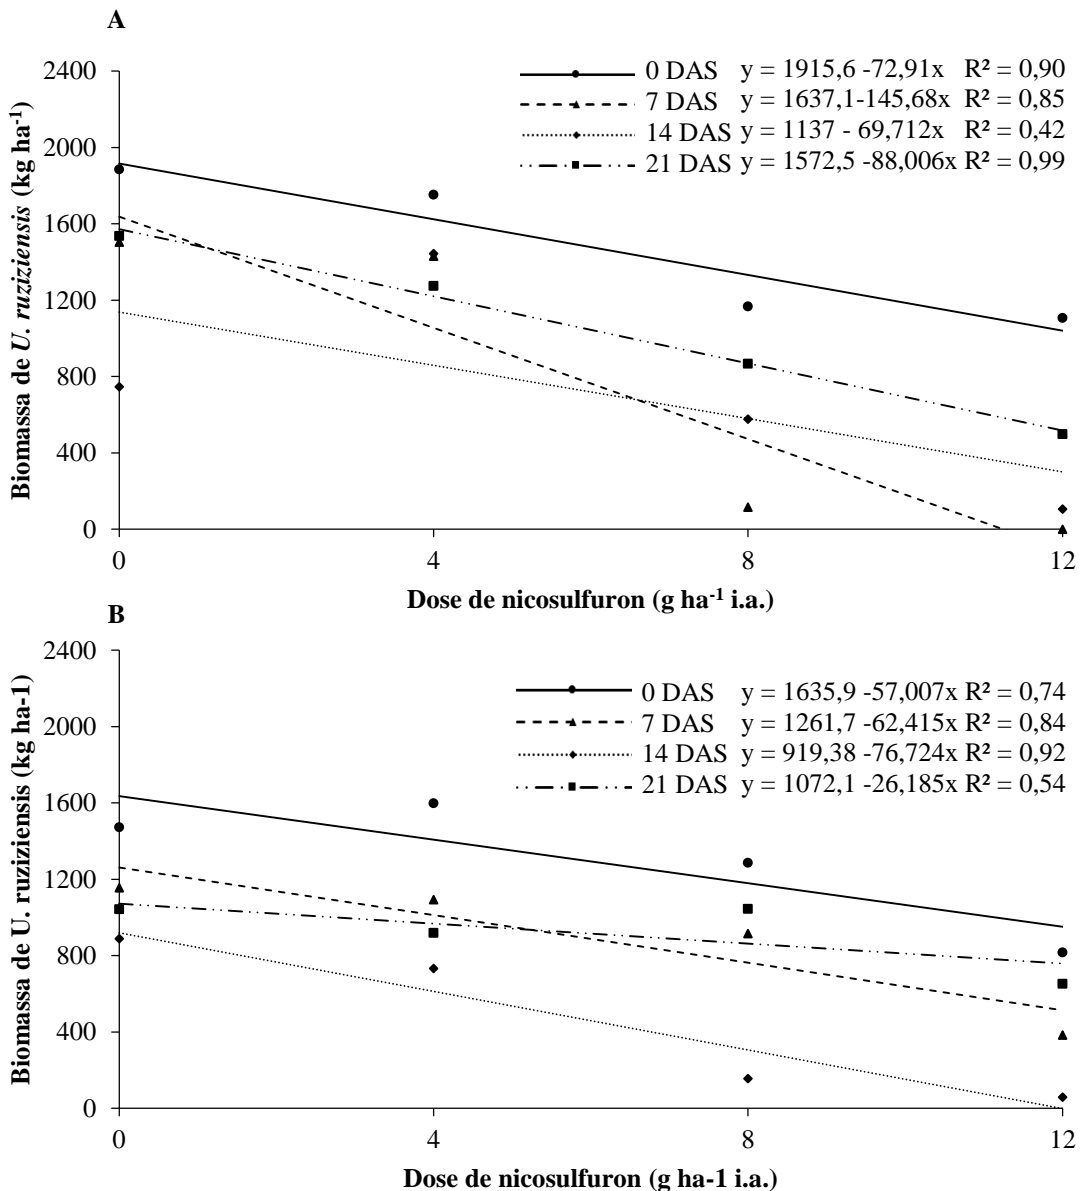 A
2400
2000
1600
1200
800
400
0
Biomassa de U. ruziziensis (kg ha⁻¹)
0 DAS y = 1915,6 -72,91x R² = 0,90
7 DAS y = 1637,1-145,68x R² = 0,85
14 DAS y = 1137 - 69,712x R² = 0,42
21 DAS y = 1572,5 -88,006x R² = 0,99
0 4 8 12
Dose de nicosulfuron (g ha⁻¹ i.a.)
B
2400
2000
1600
1200
800
400
0
Biomassa de U. ruziziensis (kg ha-1)
0 DAS y = 1635,9 -57,007x R² = 0,74
7 DAS y = 1261,7 -62,415x R² = 0,84
14 DAS y = 919,38 -76,724x R² = 0,92
21 DAS y = 1072,1 -26,185x R² = 0,54
0 4 8 12
Dose de nicosulfuron (g ha-1 i.a.)